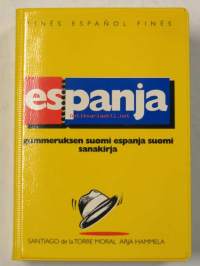 FINÉS ESPAÑOL FINÉS
espanja
gummeruksen suomi espanja suomi
sanakirja
SANTIAGO de la TORRE MORAL ARJA HAMMELA